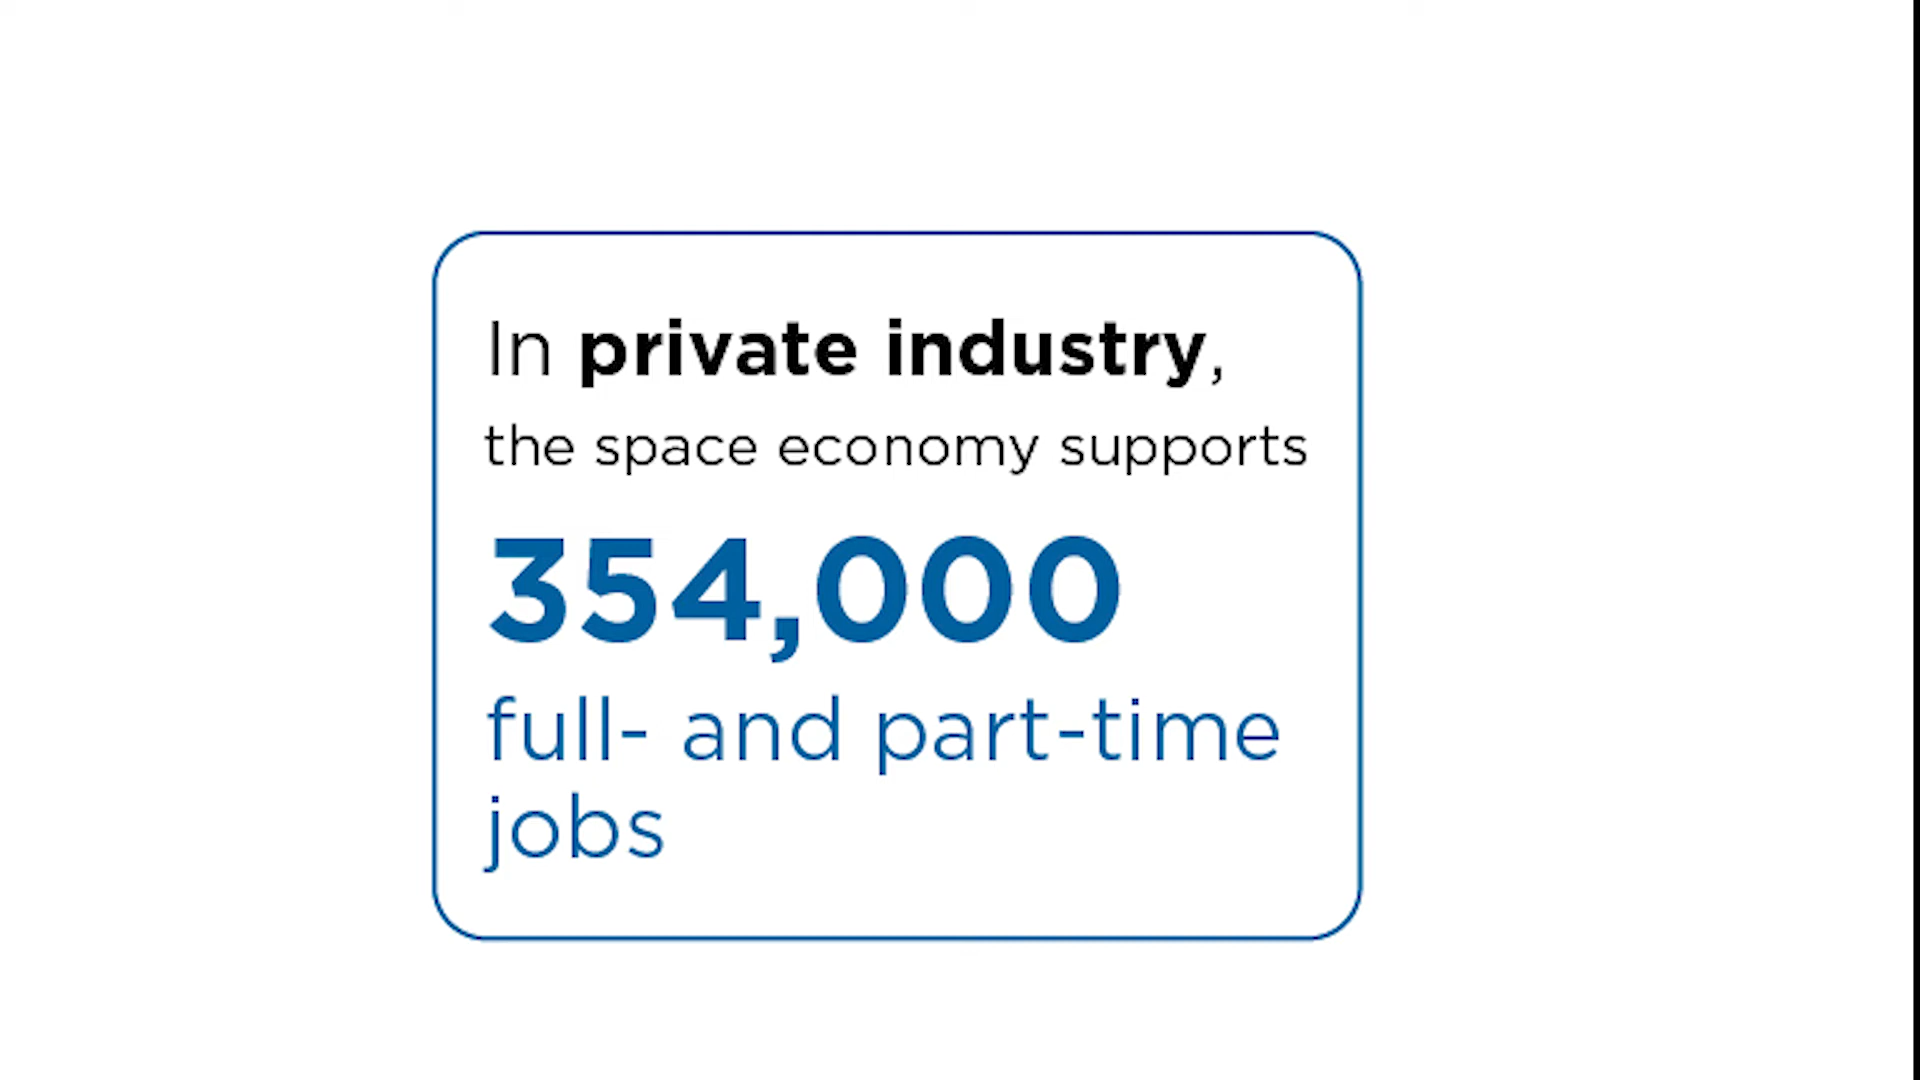 In private industry,
the space economy supports
354,000
full- and part-time
jobs